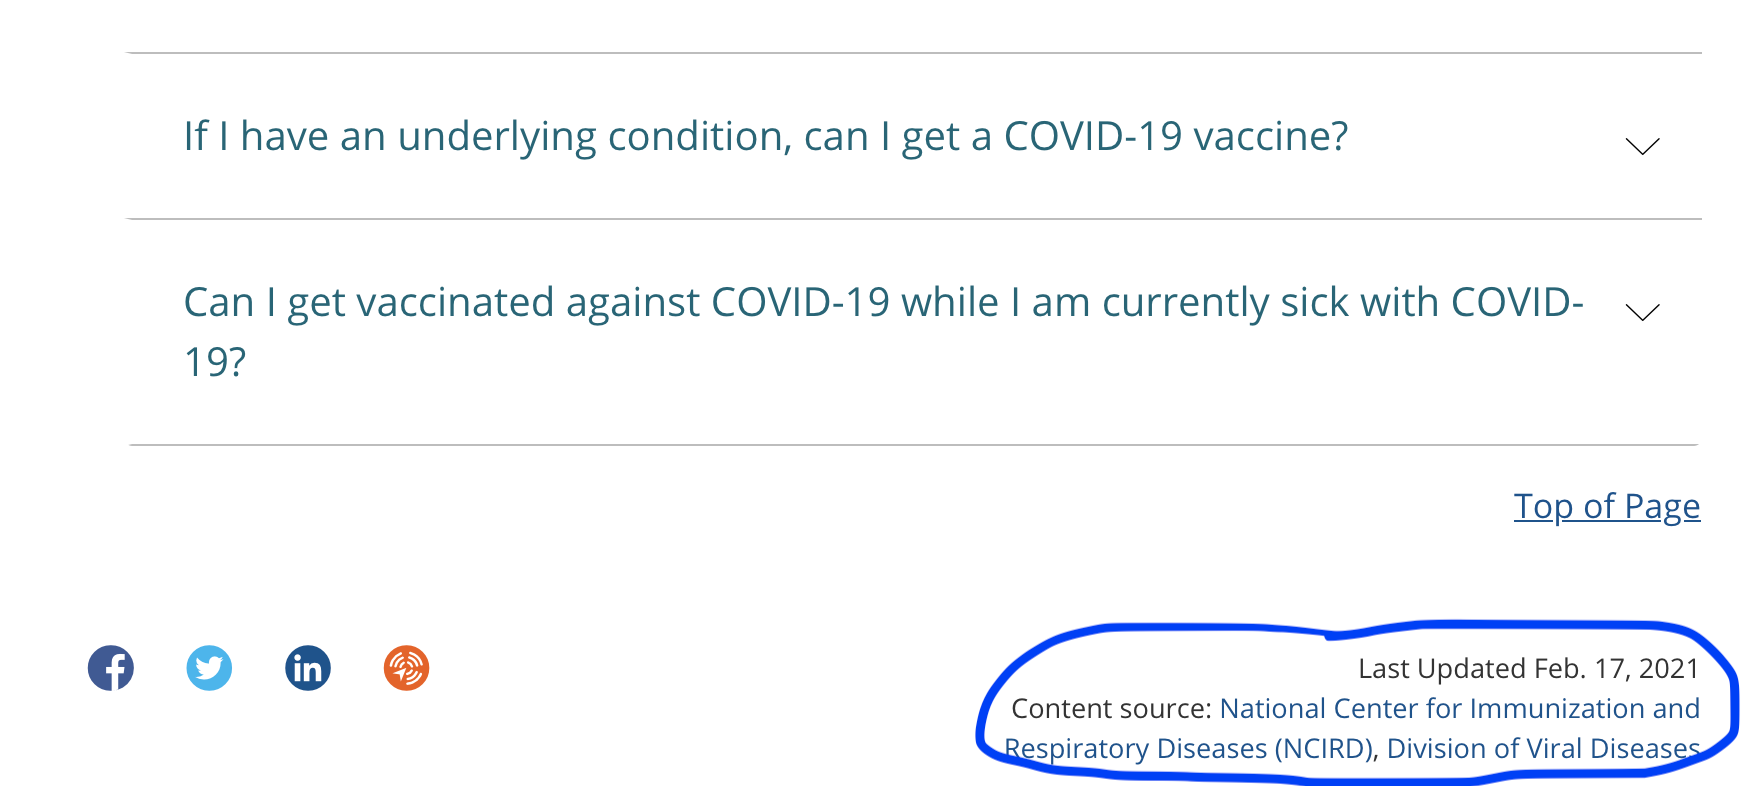 If I have an underlying condition, can I get a COVID-19 vaccine?
Can I get vaccinated against COVID-19 while I am currently sick with COVID-
19?
Top of Page
Last Updated Feb. 17, 2021
Content source: National Center for Immunization and
Respiratory Diseases (NCIRD), Division of Viral Diseases